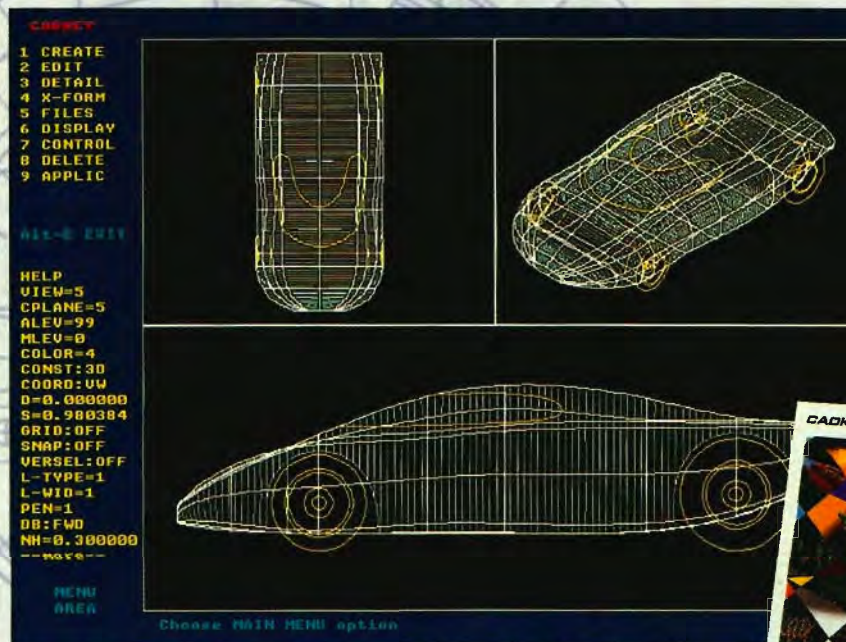 1 CREATE
2 EDIT
3 DETAIL
4 X-FORM
5 FILES
6 DISPLAY
7 CONTROL
8 DELETE
9 APPLIC
Alt-E EXIT
HELP
VIEW=5
CPLANE=5
ALEV=99
MLEV=0
COLOR=4
CONST:3D
COORD:VW
D=0.000000
S=0.980384
GRID:OFF
SNAP:OFF
VERSEL:OFF
L-TYPE=1
L-WID=1
PEN=1
DB:FWD
NH=0.300000
--more--
MENU
AREA
Choose MAIN MENU option
CADK